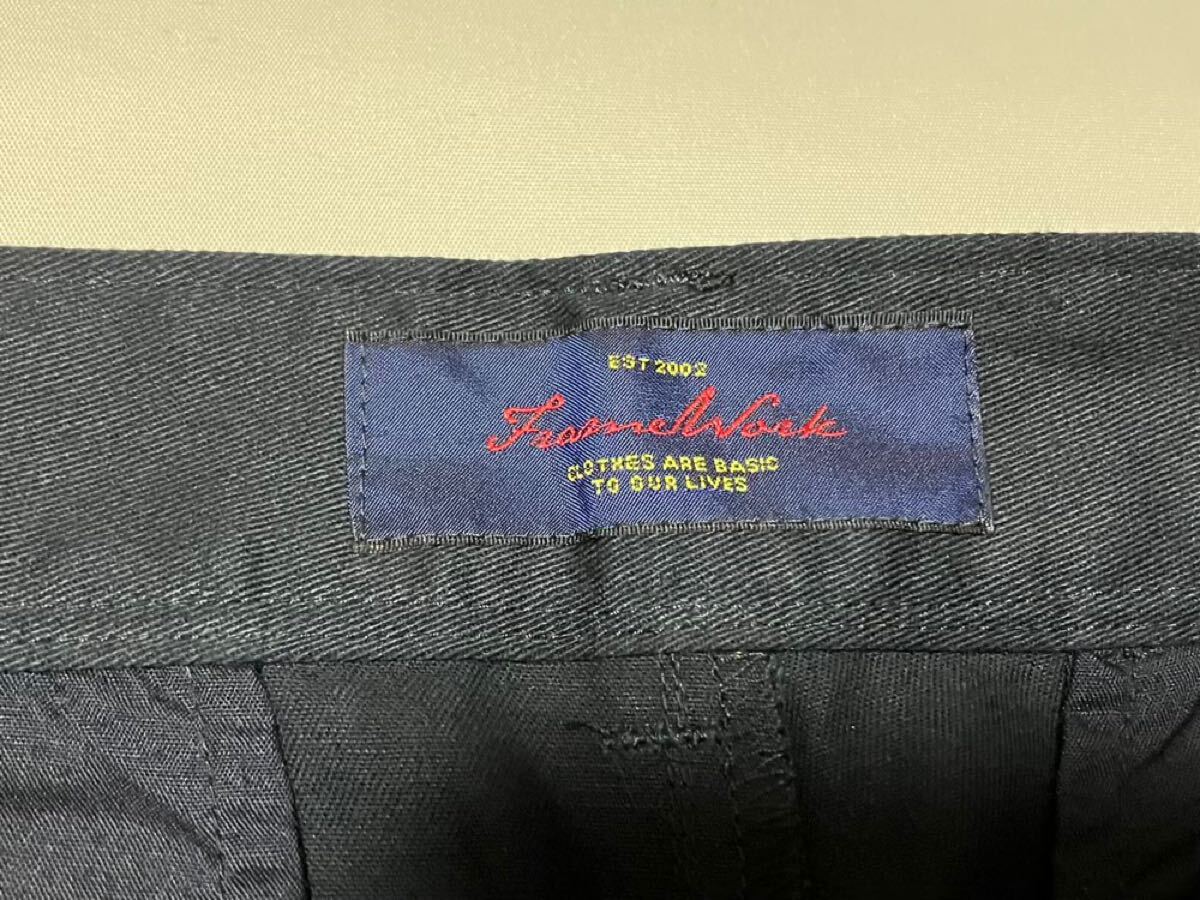 EST 2002
FrameWork
CLOTHES ARE BASIC
TO OUR LIVES